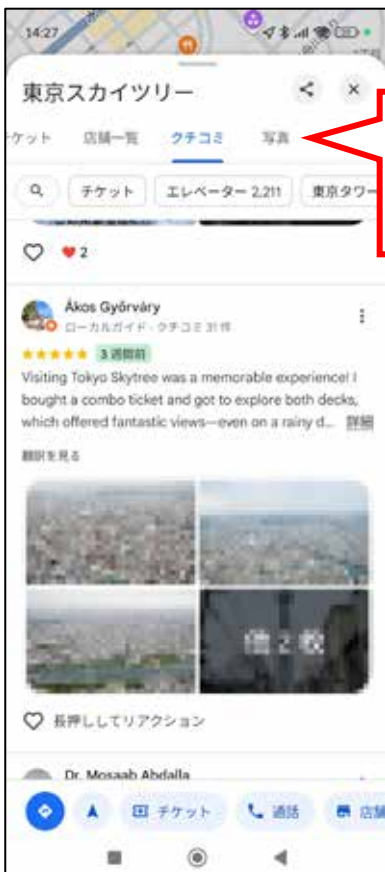 14:27
東京スカイツリー
ケット 店舗一覧 クチコミ 写真
チケット エレベーター 2,211 東京タワー
2
Ákos Győrváry
ローカルガイド・クチコミ 31 件
3 週間前
Visiting Tokyo Skytree was a memorable experience! I
bought a combo ticket and got to explore both decks,
which offered fantastic views—even on a rainy d... 詳細
翻訳を見る
他 2 枚
長押ししてリアクション
Dr. Mosaab Abdalla
チケット 通話 店舗